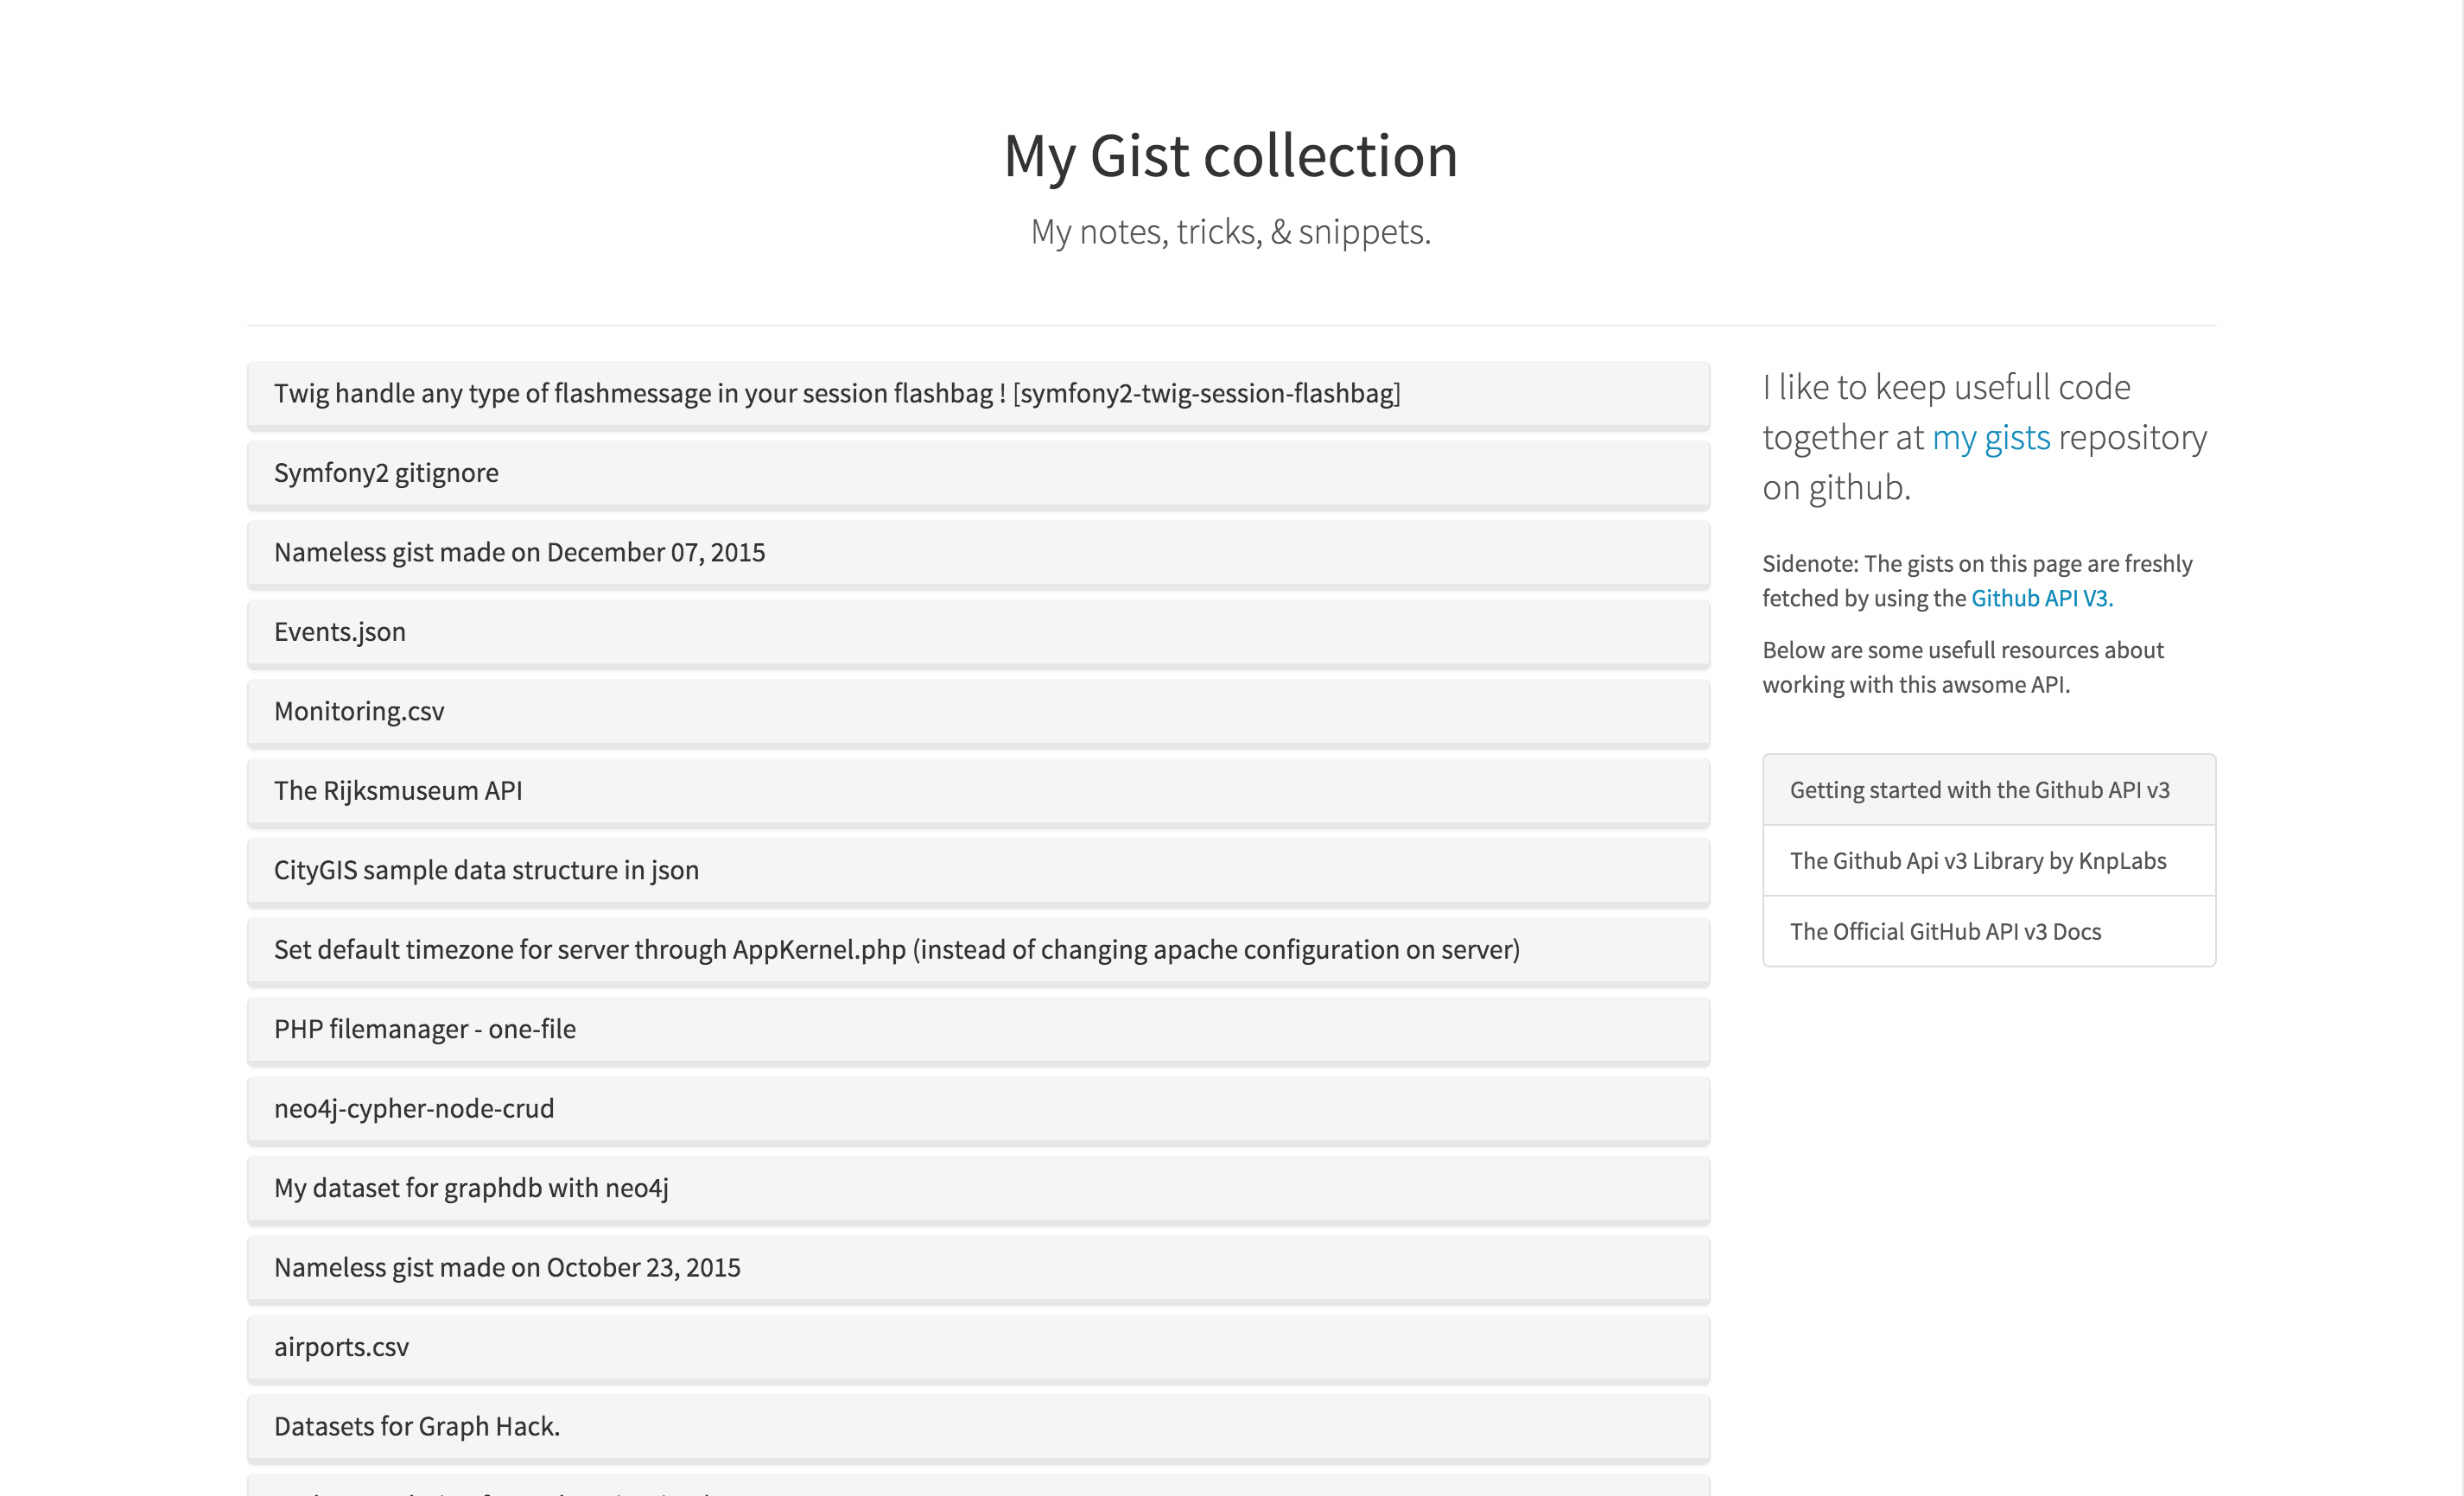 My Gist collection
My notes, tricks, & snippets.
Twig handle any type of flashmessage in your session flashbag ! [symfony2-twig-session-flashbag]
Symfony2 gitignore
Nameless gist made on December 07, 2015
Events.json
Monitoring.csv
The Rijksmuseum API
CityGIS sample data structure in json
Set default timezone for server through AppKernel.php (instead of changing apache configuration on server)
PHP filemanager - one-file
neo4j-cypher-node-crud
My dataset for graphdb with neo4j
Nameless gist made on October 23, 2015
airports.csv
Datasets for Graph Hack.
I like to keep usefull code
together at my gists repository
on github.
Sidenote: The gists on this page are freshly
fetched by using the Github API V3.
Below are some usefull resources about
working with this awsome API.
Getting started with the Github API v3
The Github Api v3 Library by KnpLabs
The Official GitHub API v3 Docs